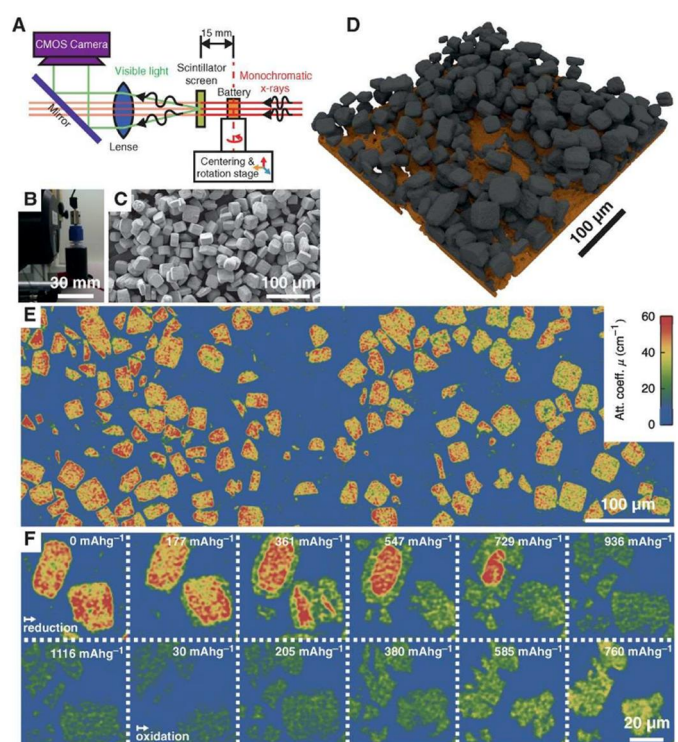 A
CMOS Camera
Mirror
Visible light
Lense
15 mm
Scintillator
screen
Battery
Monochromatic
x-rays
Centering &
rotation stage
B
30 mm
C
100 µm
D
100 µm
E
100 µm
60
40
20
0
Att. coeff. µ (cm⁻¹)
F
0 mAhg⁻¹
177 mAhg⁻¹
361 mAhg⁻¹
547 mAhg⁻¹
729 mAhg⁻¹
936 mAhg⁻¹
reduction
1116 mAhg⁻¹
30 mAhg⁻¹
205 mAhg⁻¹
380 mAhg⁻¹
585 mAhg⁻¹
760 mAhg⁻¹
oxidation
20 µm